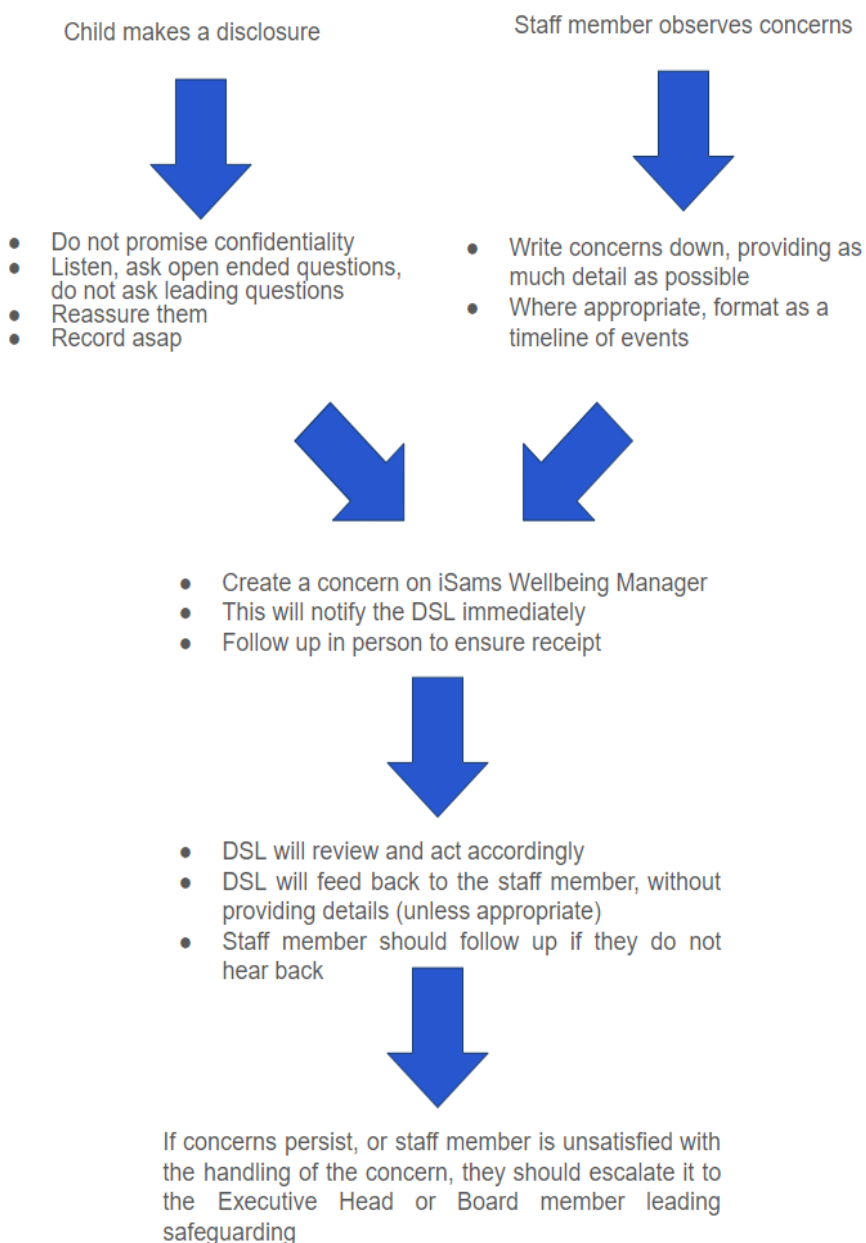 Child makes a disclosure
Staff member observes concerns
● Do not promise confidentiality
● Listen, ask open ended questions,
do not ask leading questions
● Reassure them
● Record asap
● Write concerns down, providing as
much detail as possible
● Where appropriate, format as a
timeline of events
● Create a concern on iSams Wellbeing Manager
● This will notify the DSL immediately
● Follow up in person to ensure receipt
● DSL will review and act accordingly
● DSL will feed back to the staff member, without
providing details (unless appropriate)
● Staff member should follow up if they do not
hear back
If concerns persist, or staff member is unsatisfied with
the handling of the concern, they should escalate it to
the Executive Head or Board member leading
safeguarding